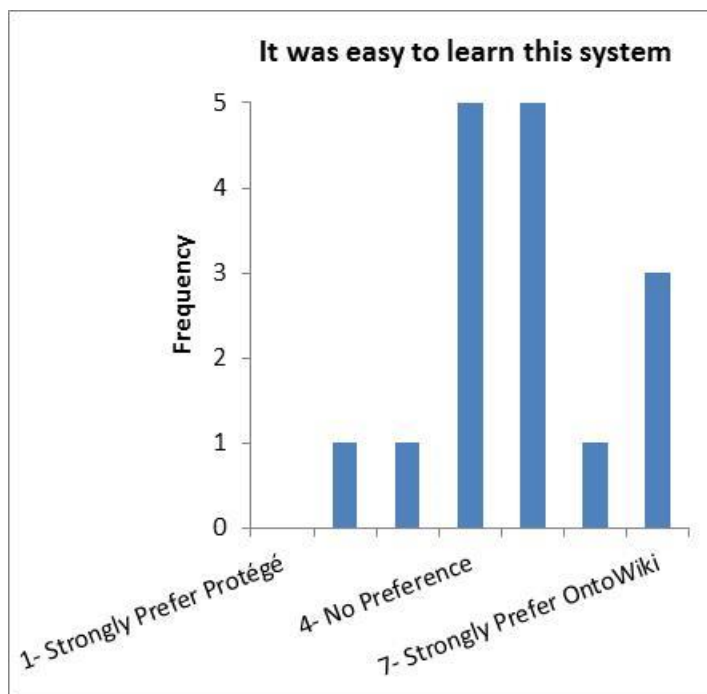 It was easy to learn this system
5
4
3
2
1
0
Frequency
1- Strongly Prefer Protégé
4- No Preference
7- Strongly Prefer OntoWiki